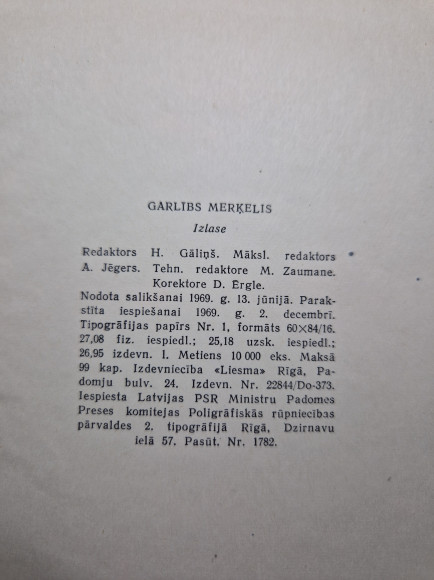 GARLĪBS MERĶELIS
Izlase
Redaktors H. Gāliņš. Māksl. redaktors
A. Jēgers. Tehn. redaktore M. Zaumane.
Korektore D. Ērgle.
Nodota salikšanai 1969. g. 13. jūnijā. Parak-
stīta iespiešanai 1969. g. 2. decembrī.
Tipogrāfijas papīrs Nr. 1, formāts 60×84/16.
27,08 fiz. iespiedl.; 25,18 uzsk. iespiedl.;
26,95 izdevn. l. Metiens 10 000 eks. Maksā
99 kap. Izdevniecība «Liesma» Rīgā, Pa-
domju bulv. 24. Izdevn. Nr. 22844/Do-373.
Iespiesta Latvijas PSR Ministru Padomes
Preses komitejas Poligrāfiskās rūpniecības
pārvaldes 2. tipogrāfijā Rīgā, Dzirnavu
ielā 57. Pasūt. Nr. 1782.